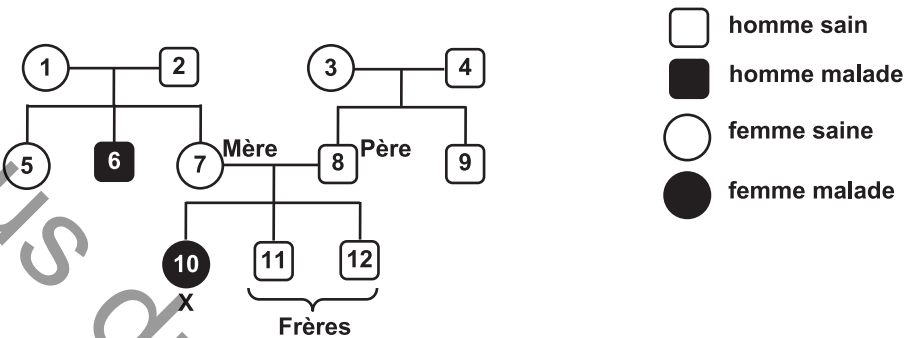 homme sain
1 2 3 4
homme malade
femme saine
Mère Père
5 6 7 8 9
femme malade
10 11 12
X
Frères